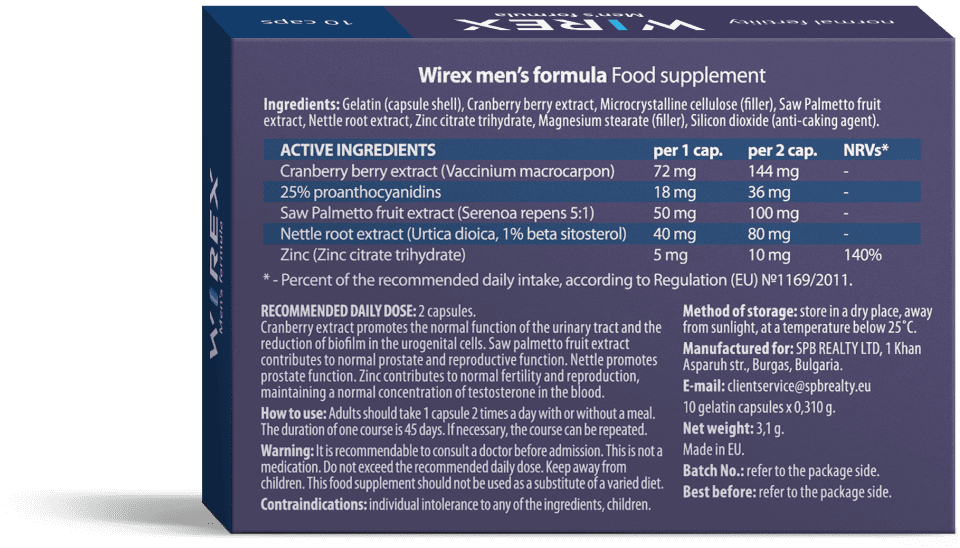 10 caps
WIREX
Men's formula
normal fertility
WIREX
Men's Formula
Wirex men's formula Food supplement
Ingredients: Gelatin (capsule shell), Cranberry berry extract, Microcrystalline cellulose (filler), Saw Palmetto fruit
extract, Nettle root extract, Zinc citrate trihydrate, Magnesium stearate (filler), Silicon dioxide (anti-caking agent).
ACTIVE INGREDIENTS per 1 cap. per 2 cap. NRVs*
Cranberry berry extract (Vaccinium macrocarpon) 72 mg 144 mg -
25% proanthocyanidins 18 mg 36 mg -
Saw Palmetto fruit extract (Serenoa repens 5:1) 50 mg 100 mg -
Nettle root extract (Urtica dioica, 1% beta sitosterol) 40 mg 80 mg -
Zinc (Zinc citrate trihydrate) 5 mg 10 mg 140%
* - Percent of the recommended daily intake, according to Regulation (EU) №1169/2011.
RECOMMENDED DAILY DOSE: 2 capsules.
Cranberry extract promotes the normal function of the urinary tract and the
reduction of biofilm in the urogenital cells. Saw palmetto fruit extract
contributes to normal prostate and reproductive function. Nettle promotes
prostate function. Zinc contributes to normal fertility and reproduction,
maintaining a normal concentration of testosterone in the blood.
How to use: Adults should take 1 capsule 2 times a day with or without a meal.
The duration of one course is 45 days. If necessary, the course can be repeated.
Warning: It is recommendable to consult a doctor before admission. This is not a
medication. Do not exceed the recommended daily dose. Keep away from
children. This food supplement should not be used as a substitute of a varied diet.
Contraindications: individual intolerance to any of the ingredients, children.
Method of storage: store in a dry place, away
from sunlight, at a temperature below 25˚C.
Manufactured for: SPB REALTY LTD, 1 Khan
Asparuh str., Burgas, Bulgaria.
E-mail: clientservice@spbrealty.eu
10 gelatin capsules x 0,310 g.
Net weight: 3,1 g.
Made in EU.
Batch No.: refer to the package side.
Best before: refer to the package side.